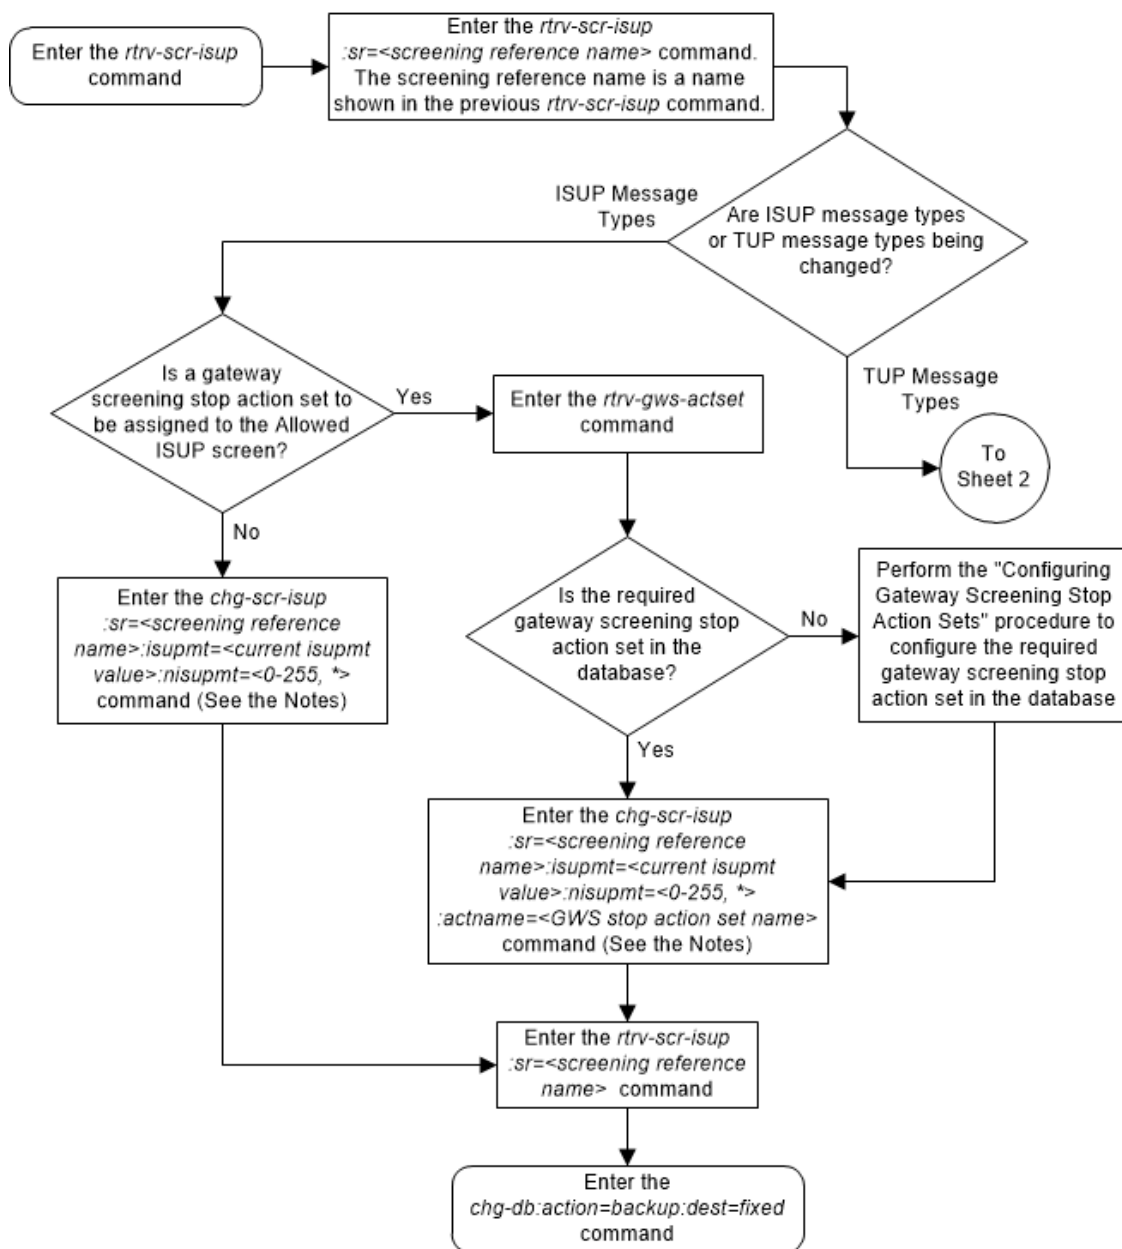 Enter the rtrv-scr-isup
command
Enter the rtrv-scr-isup
:sr=<screening reference name> command.
The screening reference name is a name
shown in the previous rtrv-scr-isup command.
Are ISUP message types
or TUP message types being
changed?
ISUP Message
Types
TUP Message
Types
To
Sheet 2
Is a gateway
screening stop action set to
be assigned to the Allowed
ISUP screen?
Yes
No
Enter the rtrv-gws-actset
command
Enter the chg-scr-isup
:sr=<screening reference
name>:isupmt=<current isupmt
value>:nisupmt=<0-255, *>
command (See the Notes)
Is the required
gateway screening stop
action set in the
database?
No
Yes
Perform the "Configuring
Gateway Screening Stop
Action Sets" procedure to
configure the required
gateway screening stop
action set in the database
Enter the chg-scr-isup
:sr=<screening reference
name>:isupmt=<current isupmt
value>:nisupmt=<0-255, *>
:actname=<GWS stop action set name>
command (See the Notes)
Enter the rtrv-scr-isup
:sr=<screening reference
name> command
Enter the
chg-db:action=backup:dest=fixed
command